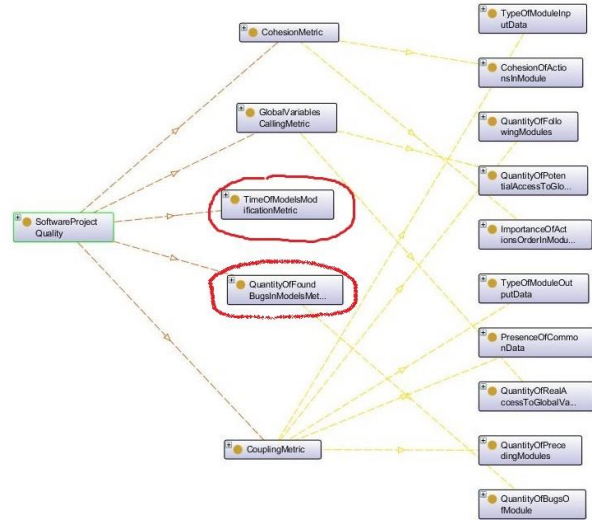 TypeOfModuleInp
utData
CohesionMetric
CohesionOfActio
nsInModule
GlobalVariables
CallingMetric
QuantityOfFollo
wingModules
QuantityOfPoten
tialAccessToGlo...
TimeOfModelsMod
ificationMetric
SoftwareProject
Quality
ImportanceOfAct
ionsOrderInModu...
QuantityOfFound
BugsInModelsMet...
TypeOfModuleOut
putData
PresenceOfCommo
nData
QuantityOfRealA
ccessToGlobalVa...
CouplingMetric
QuantityOfPrece
dingModules
QuantityOfBugsO
fModule